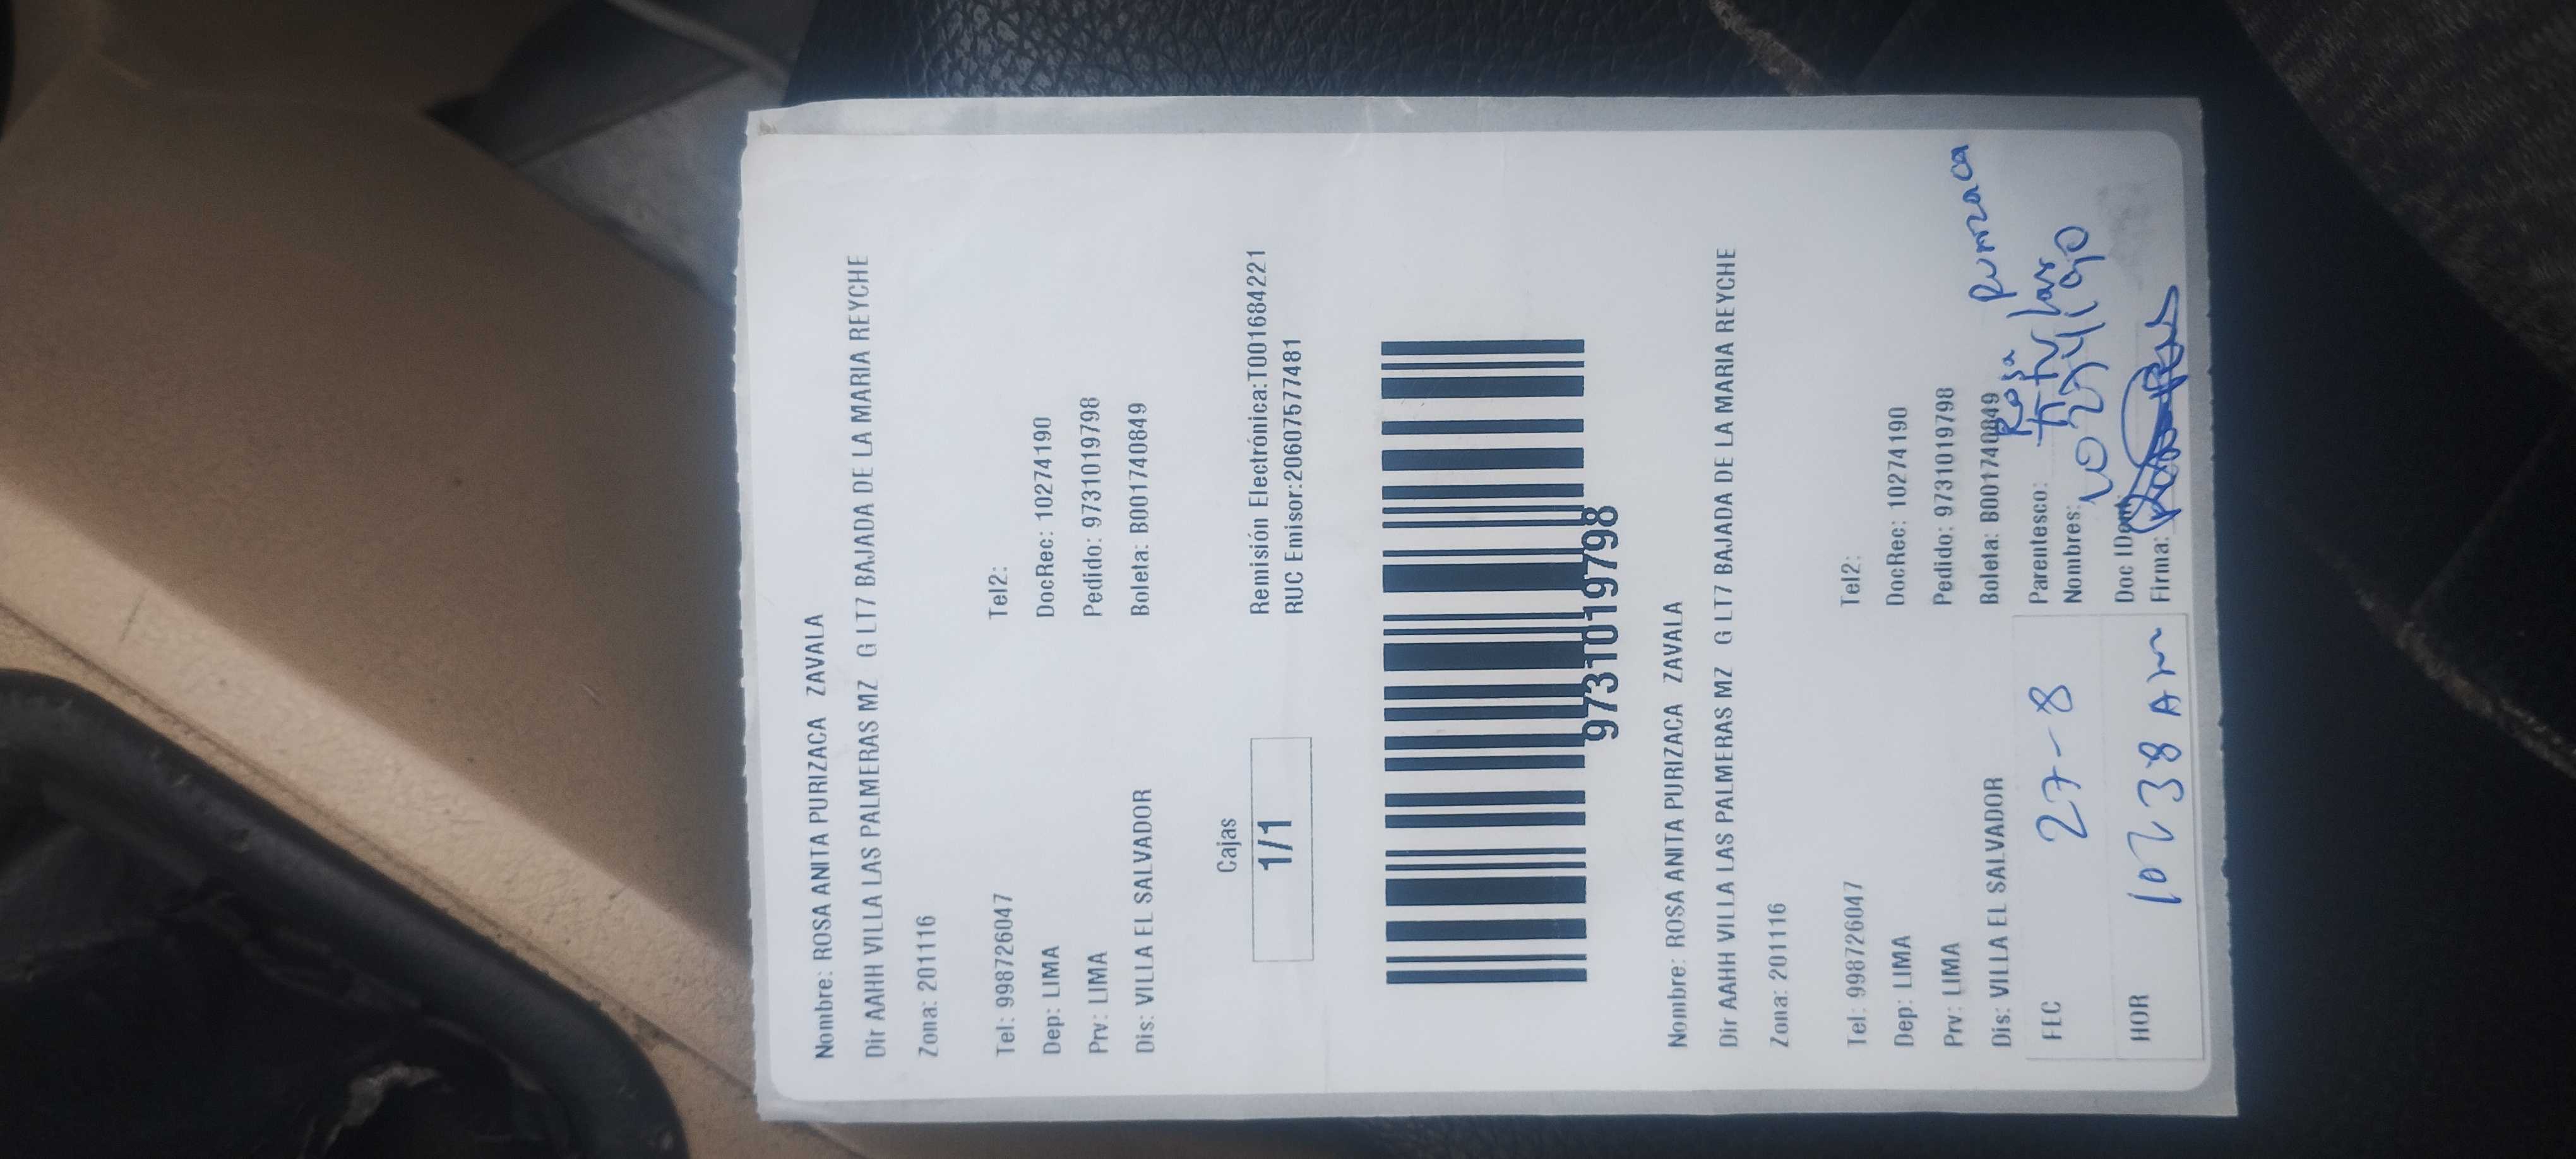 Nombre: ROSA ANITA PURIZACA ZAVALA
Dir AAHH VILLA LAS PALMERAS MZ G LT7 BAJADA DE LA MARIA REYCHE
Zona: 201116
Tel: 998726047 Tel2:
Dep: LIMA DocRec: 10274190
Prv: LIMA Pedido: 9731019798
Dis: VILLA EL SALVADOR Boleta: B001740849
Cajas
1/1
Remisión Electrónica:T001684221
RUC Emisor:20607577481
9731019798
Nombre: ROSA ANITA PURIZACA ZAVALA
Dir AAHH VILLA LAS PALMERAS MZ G LT7 BAJADA DE LA MARIA REYCHE
Zona: 201116
Tel: 998726047 Tel2:
Dep: LIMA DocRec: 10274190
Prv: LIMA Pedido: 9731019798
Dis: VILLA EL SALVADOR Boleta: B001740849
Rosa Purizaca
FEC 27-8 Parentesco: Titular
Nombres:
HOR 10:38 AM Doc IDent:
Firma: